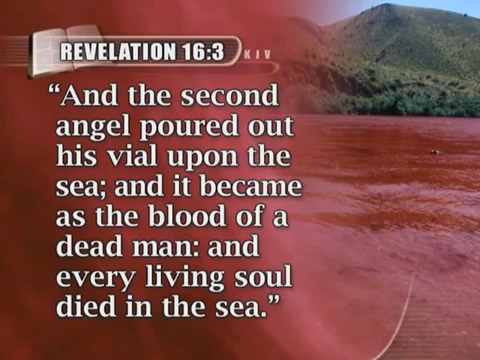 REVELATION 16:3 KJV
“And the second
angel poured out
his vial upon the
sea; and it became
as the blood of a
dead man: and
every living soul
died in the sea.”